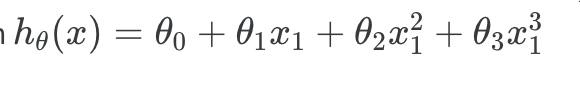 h_θ(x) = θ_0 + θ_1x_1 + θ_2x_1^2 + θ_3x_1^3